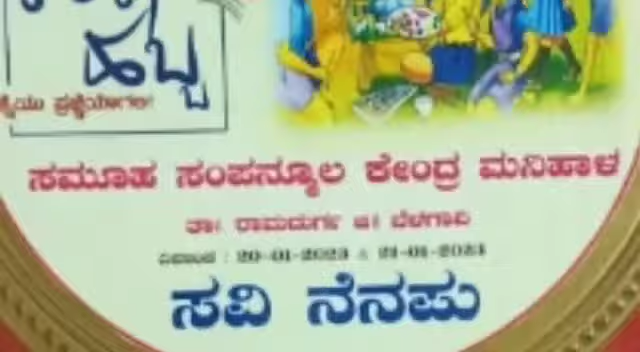 ಹಬ್ಬ
ಸಮೂಹ ಸಂಪನ್ಮೂಲ ಕೇಂದ್ರ ಮನಿಹಾಳ
ತಾ। ರಾಮದುರ್ಗ ಜಿ। ಬೆಳಗಾವಿ
ದಿನಾಂಕ : 20-01-2023 & 21-01-2023
ಸವಿ ನೆನಪು